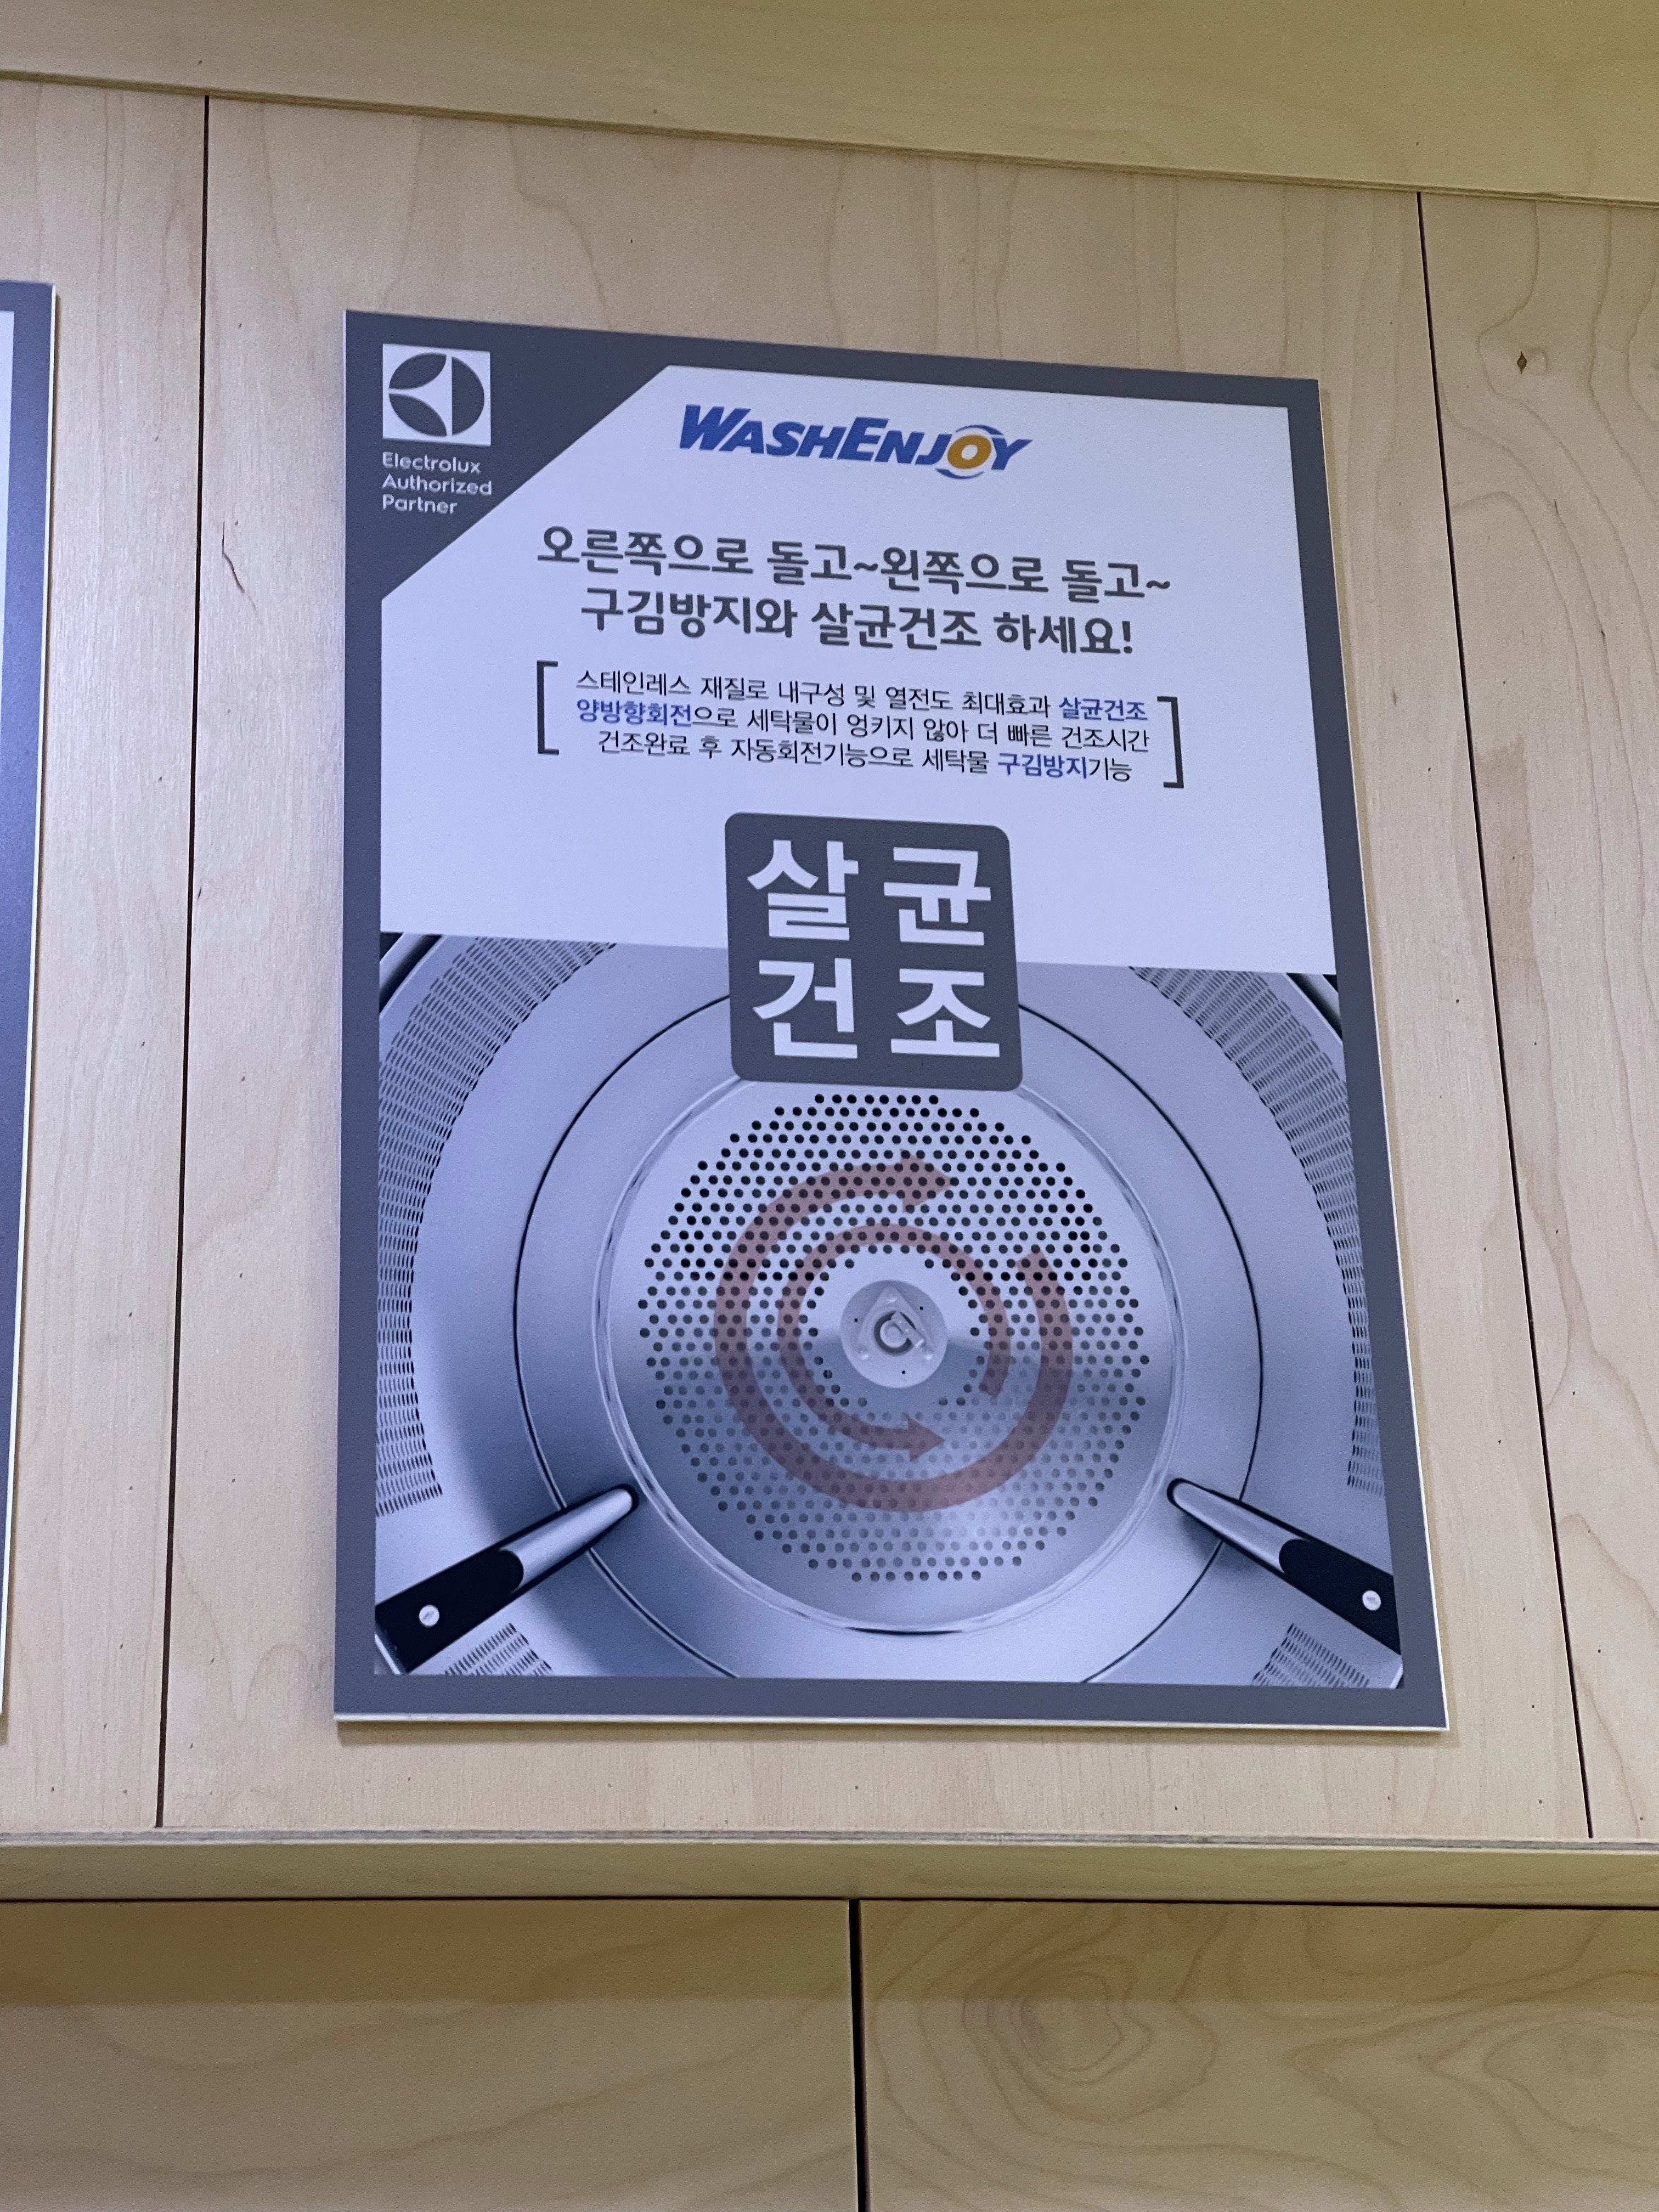 Electrolux
Authorized
Partner
WASHENJOY
오른쪽으로 돌고~왼쪽으로 돌고~
구김방지와 살균건조 하세요!
스테인레스 재질로 내구성 및 열전도 최대효과 살균건조
양방향회전으로 세탁물이 엉키지 않아 더 빠른 건조시간
건조완료 후 자동회전기능으로 세탁물 구김방지기능
살균
건조